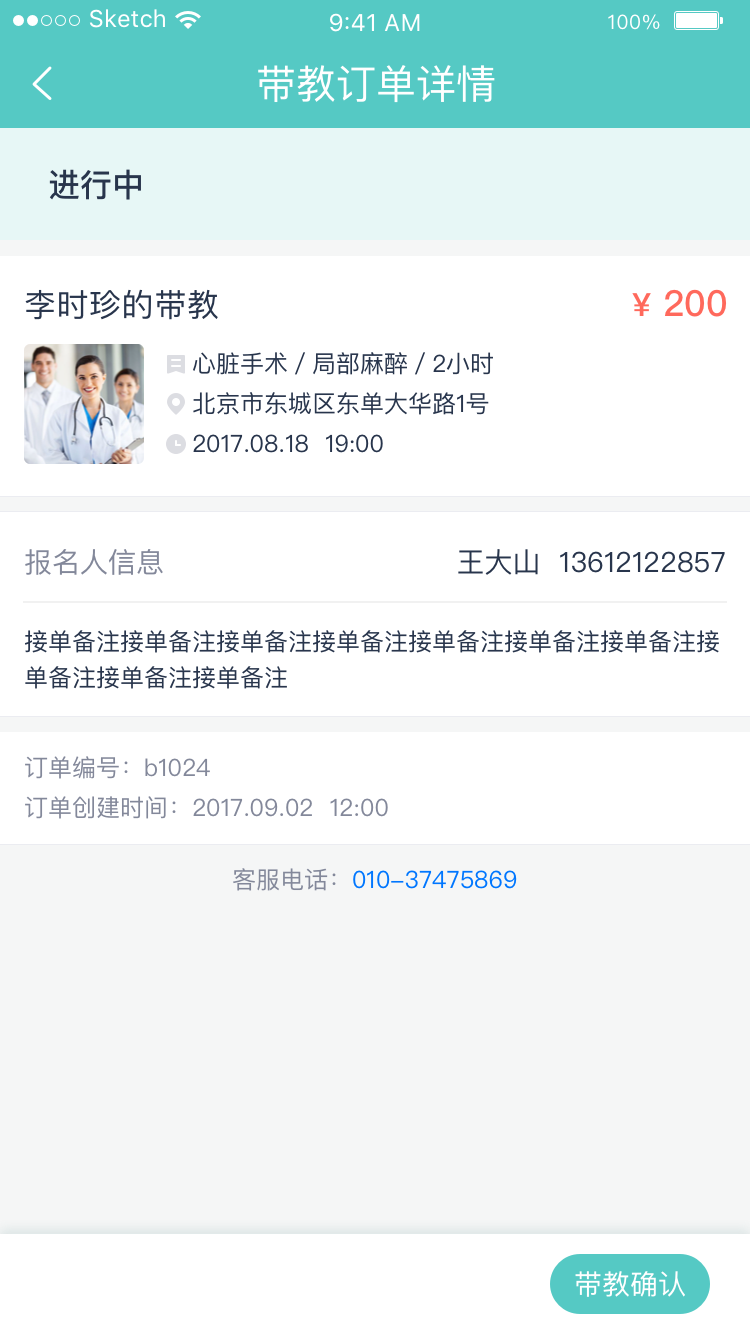 Sketch 9:41 AM 100%
带教订单详情
进行中
李时珍的带教 ¥ 200
心脏手术 / 局部麻醉 / 2小时
北京市东城区东单大华路1号
2017.08.18 19:00
报名人信息 王大山 13612122857
接单备注接单备注接单备注接单备注接单备注接单备注接单备注接
单备注接单备注接单备注
订单编号：b1024
订单创建时间：2017.09.02 12:00
客服电话：010-37475869
带教确认